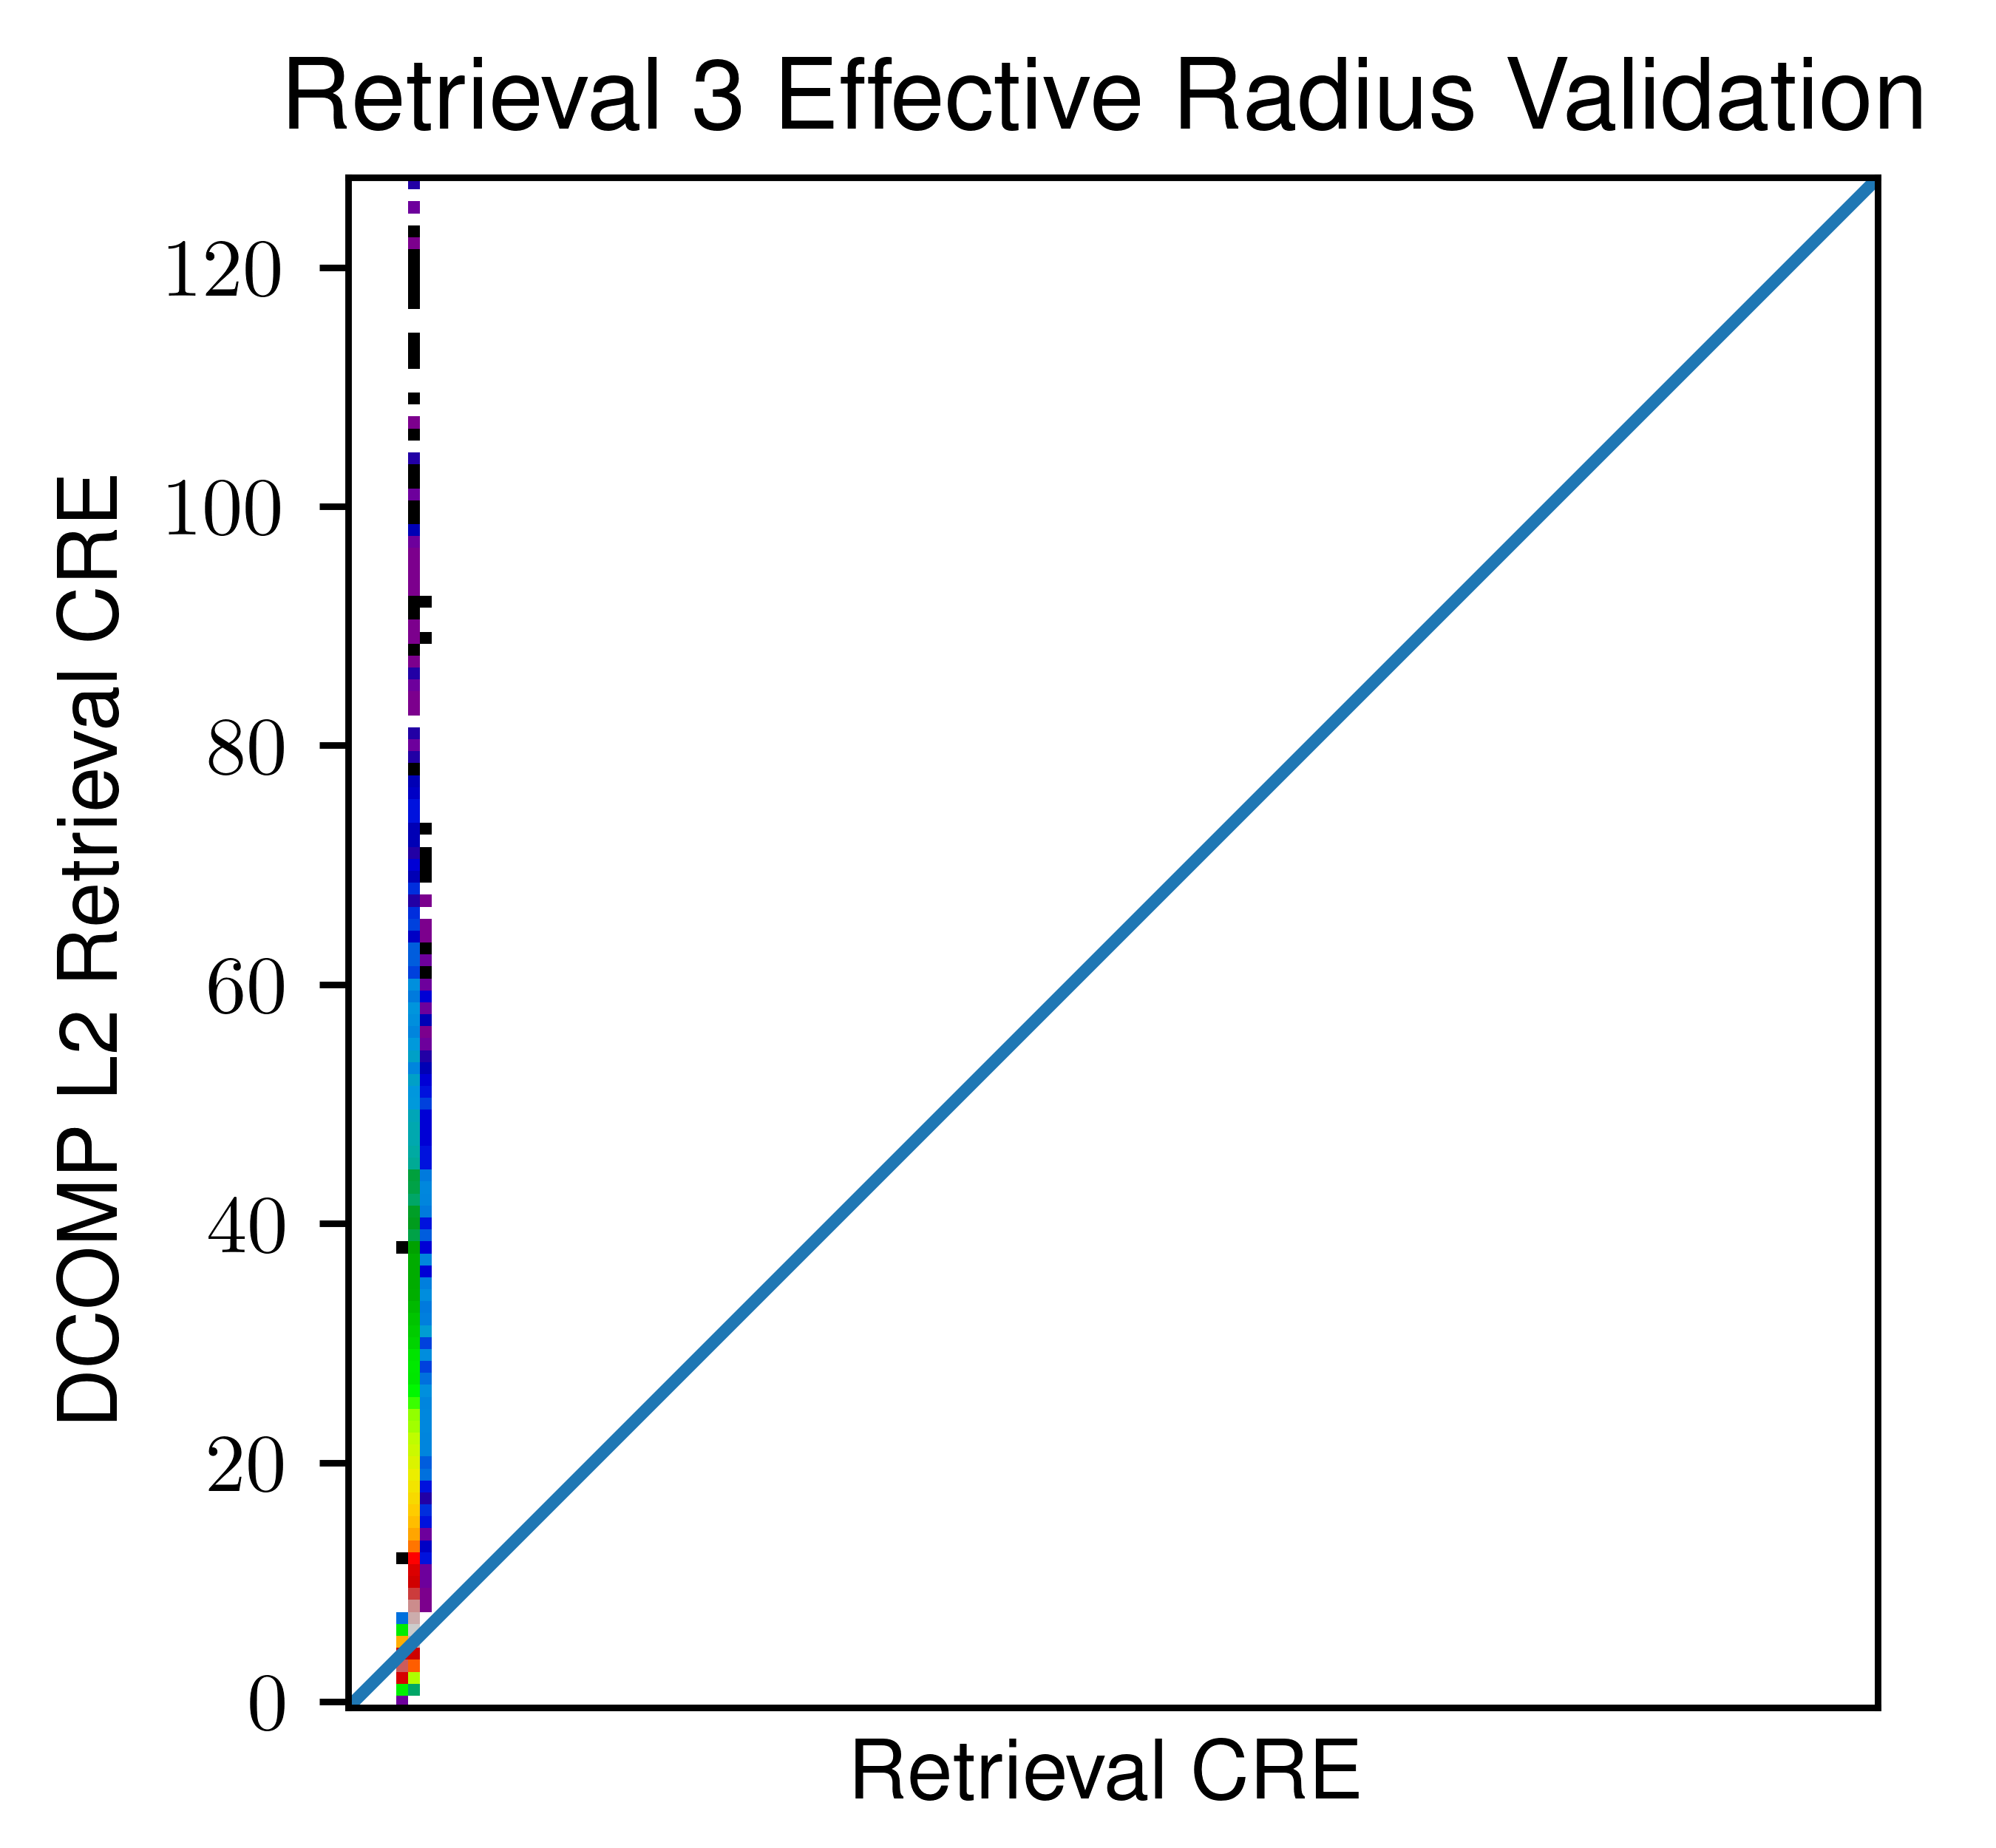 Retrieval 3 Effective Radius Validation
120
100
80
60
40
20
0
DCOMP L2 Retrieval CRE
Retrieval CRE